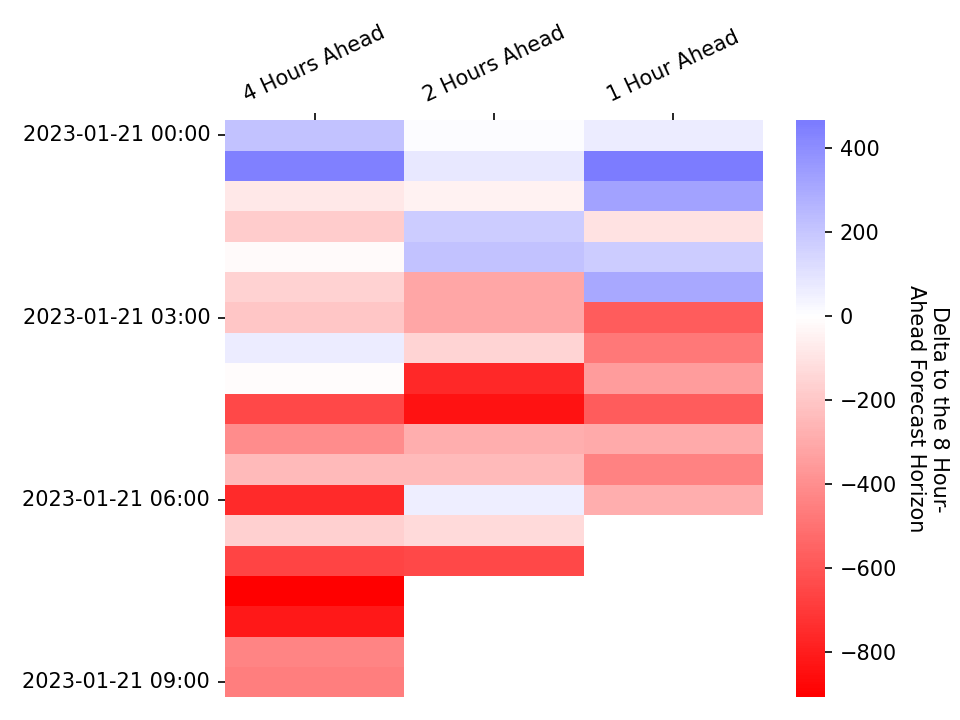 4 Hours Ahead
2 Hours Ahead
1 Hour Ahead
2023-01-21 00:00
2023-01-21 03:00
2023-01-21 06:00
2023-01-21 09:00
400
200
0
−200
−400
−600
−800
Delta to the 8 Hour-
Ahead Forecast Horizon